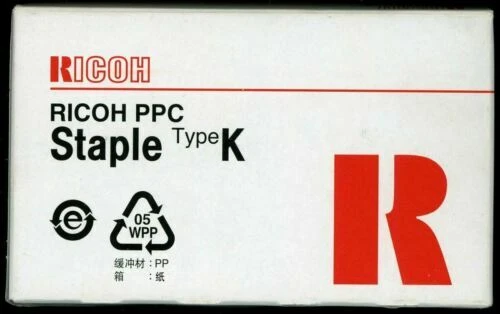 RICOH
RICOH PPC
Staple Type K
e
05
WPP
缓冲材:PP
箱:纸
R